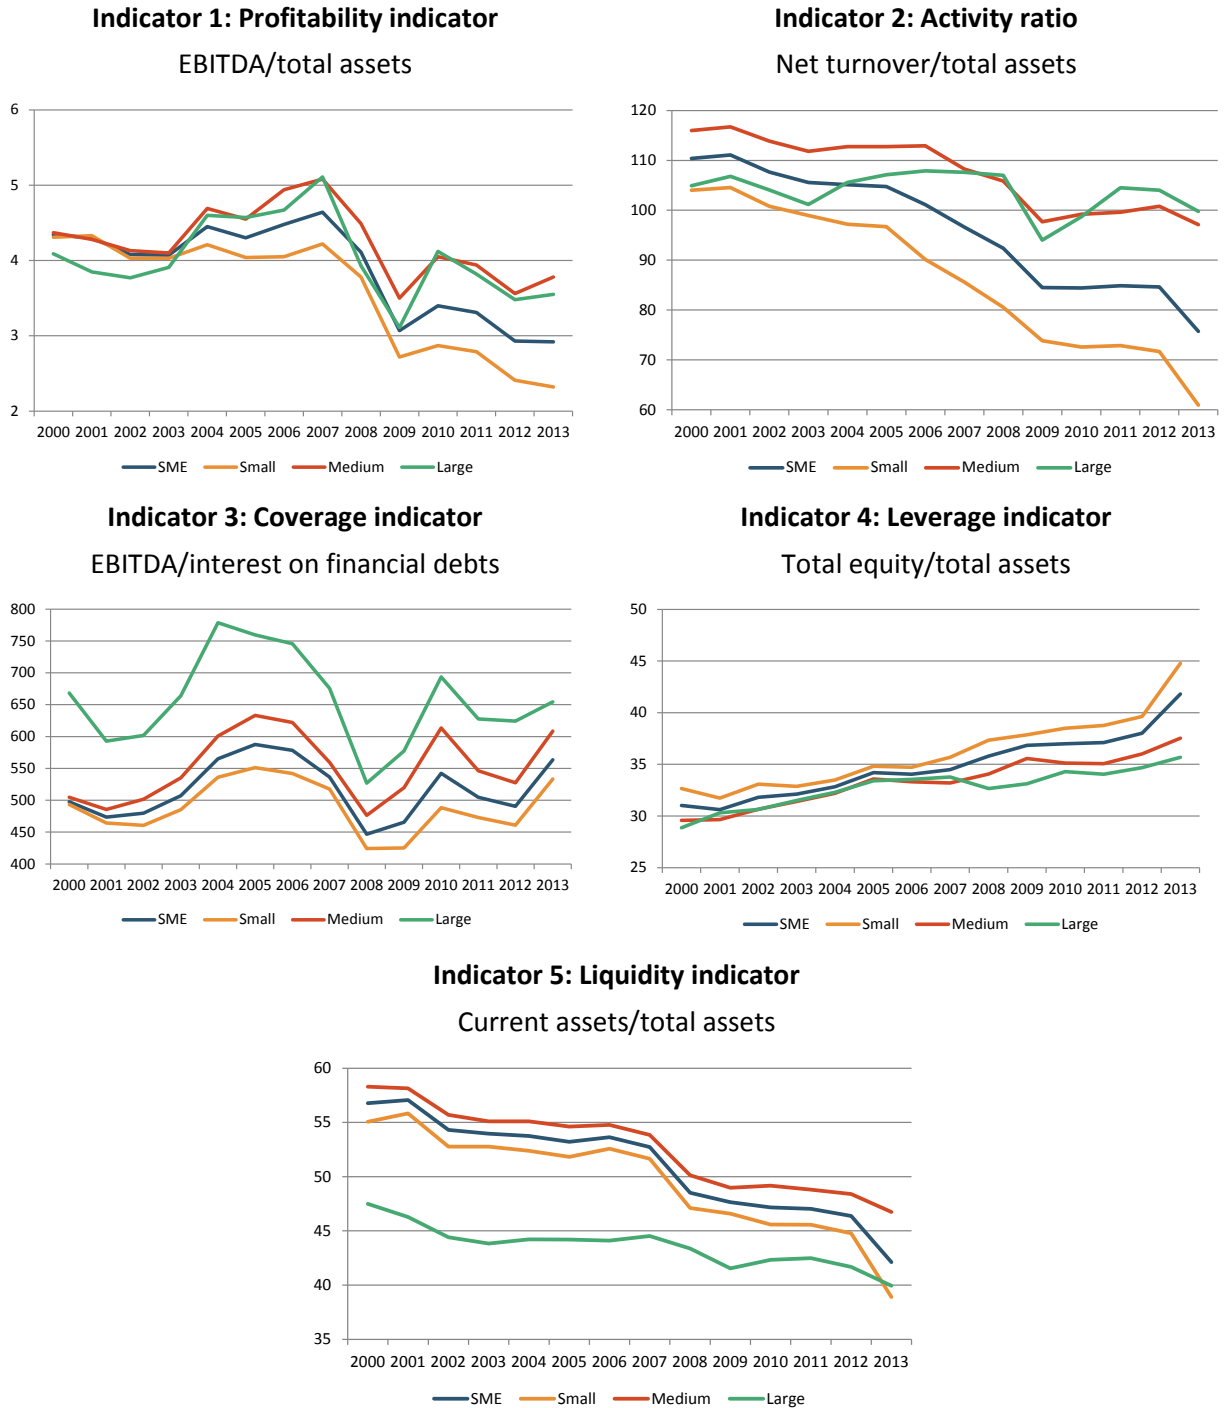 Indicator 1: Profitability indicator
EBITDA/total assets
6
5
4
3
2
2000 2001 2002 2003 2004 2005 2006 2007 2008 2009 2010 2011 2012 2013
SME Small Medium Large
Indicator 2: Activity ratio
Net turnover/total assets
120
110
100
90
80
70
60
2000 2001 2002 2003 2004 2005 2006 2007 2008 2009 2010 2011 2012 2013
SME Small Medium Large
Indicator 3: Coverage indicator
EBITDA/interest on financial debts
800
750
700
650
600
550
500
450
400
2000 2001 2002 2003 2004 2005 2006 2007 2008 2009 2010 2011 2012 2013
SME Small Medium Large
Indicator 4: Leverage indicator
Total equity/total assets
50
45
40
35
30
25
2000 2001 2002 2003 2004 2005 2006 2007 2008 2009 2010 2011 2012 2013
SME Small Medium Large
Indicator 5: Liquidity indicator
Current assets/total assets
60
55
50
45
40
35
2000 2001 2002 2003 2004 2005 2006 2007 2008 2009 2010 2011 2012 2013
SME Small Medium Large